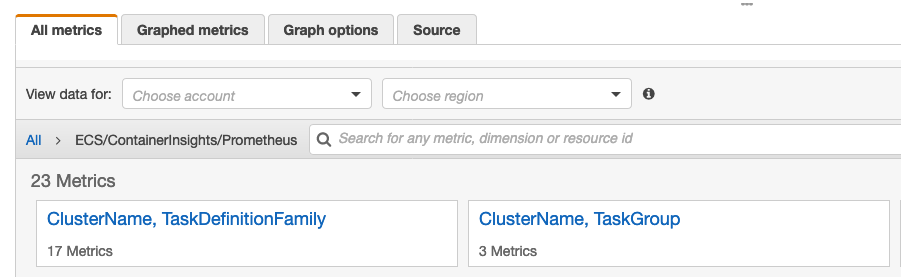 All metrics
Graphed metrics
Graph options
Source
View data for:
Choose account
Choose region
All > ECS/ContainerInsights/Prometheus
Search for any metric, dimension or resource id
23 Metrics
ClusterName, TaskDefinitionFamily
17 Metrics
ClusterName, TaskGroup
3 Metrics